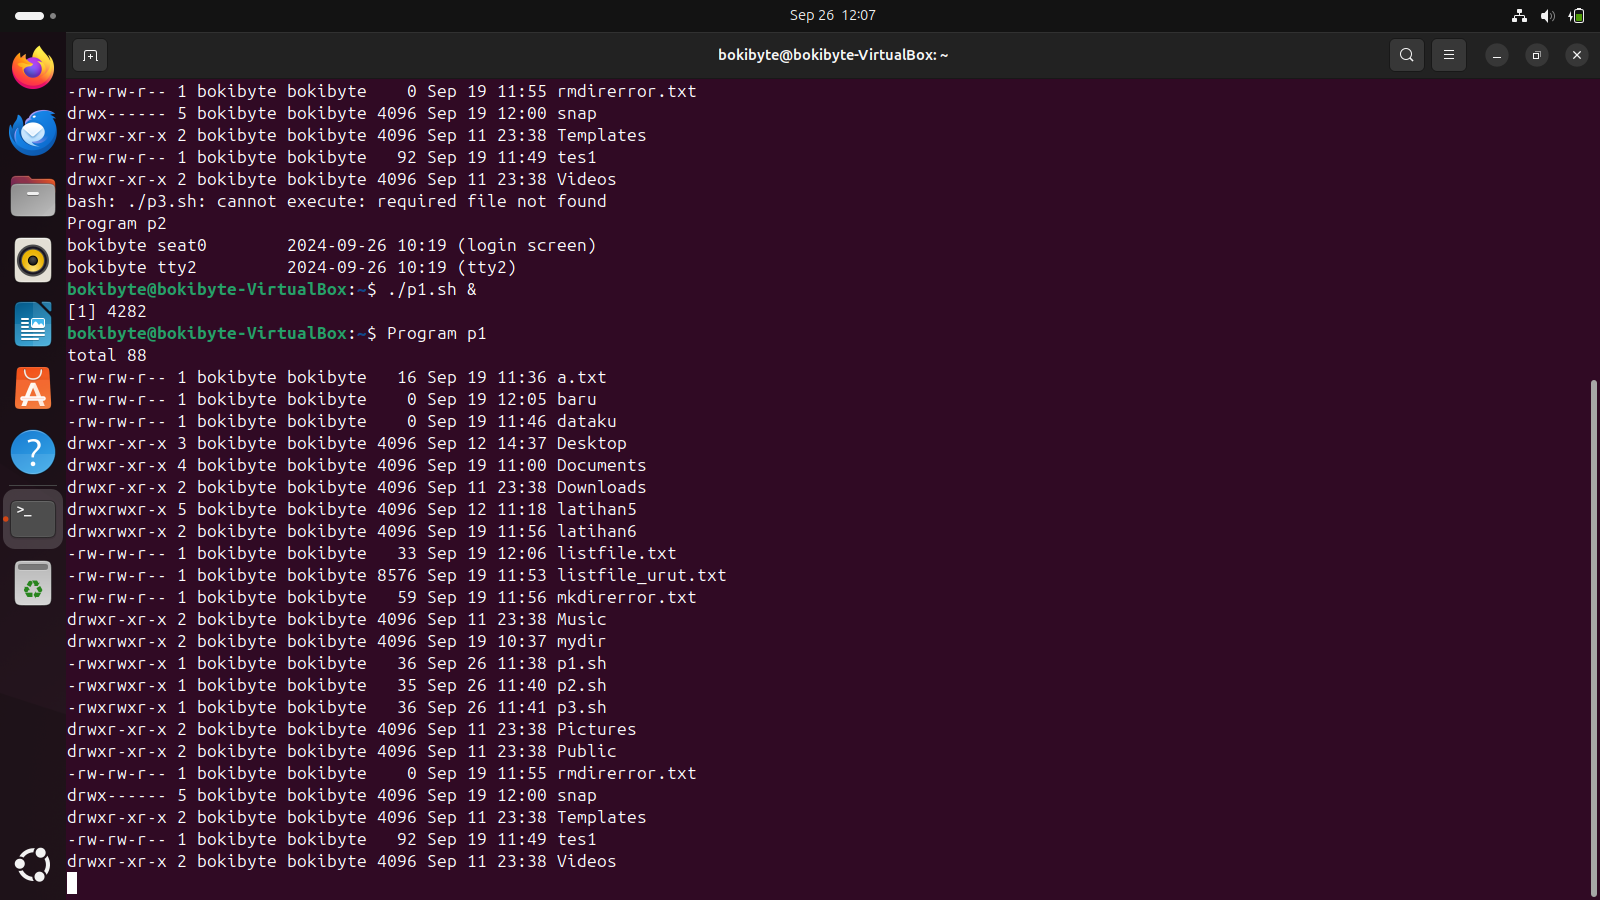 Sep 26 12:07
bokibyte@bokibyte-VirtualBox: ~
-rw-rw-r-- 1 bokibyte bokibyte    0 Sep 19 11:55 rmdirerror.txt
drwx------ 5 bokibyte bokibyte 4096 Sep 19 12:00 snap
drwxr-xr-x 2 bokibyte bokibyte 4096 Sep 11 23:38 Templates
-rw-rw-r-- 1 bokibyte bokibyte   92 Sep 19 11:49 tes1
drwxr-xr-x 2 bokibyte bokibyte 4096 Sep 11 23:38 Videos
bash: ./p3.sh: cannot execute: required file not found
Program p2
bokibyte seat0        2024-09-26 10:19 (login screen)
bokibyte tty2         2024-09-26 10:19 (tty2)
bokibyte@bokibyte-VirtualBox:~$ ./p1.sh &
[1] 4282
bokibyte@bokibyte-VirtualBox:~$ Program p1
total 88
-rw-rw-r-- 1 bokibyte bokibyte   16 Sep 19 11:36 a.txt
-rw-rw-r-- 1 bokibyte bokibyte    0 Sep 19 12:05 baru
-rw-rw-r-- 1 bokibyte bokibyte    0 Sep 19 11:46 dataku
drwxr-xr-x 3 bokibyte bokibyte 4096 Sep 12 14:37 Desktop
drwxr-xr-x 4 bokibyte bokibyte 4096 Sep 19 11:00 Documents
drwxr-xr-x 2 bokibyte bokibyte 4096 Sep 11 23:38 Downloads
drwxrwxr-x 5 bokibyte bokibyte 4096 Sep 12 11:18 latihan5
drwxrwxr-x 2 bokibyte bokibyte 4096 Sep 19 11:56 latihan6
-rw-rw-r-- 1 bokibyte bokibyte   33 Sep 19 12:06 listfile.txt
-rw-rw-r-- 1 bokibyte bokibyte 8576 Sep 19 11:53 listfile_urut.txt
-rw-rw-r-- 1 bokibyte bokibyte   59 Sep 19 11:56 mkdirerror.txt
drwxr-xr-x 2 bokibyte bokibyte 4096 Sep 11 23:38 Music
drwxrwxr-x 2 bokibyte bokibyte 4096 Sep 19 10:37 mydir
-rwxrwxr-x 1 bokibyte bokibyte   36 Sep 26 11:38 p1.sh
-rwxrwxr-x 1 bokibyte bokibyte   35 Sep 26 11:40 p2.sh
-rwxrwxr-x 1 bokibyte bokibyte   36 Sep 26 11:41 p3.sh
drwxr-xr-x 2 bokibyte bokibyte 4096 Sep 11 23:38 Pictures
drwxr-xr-x 2 bokibyte bokibyte 4096 Sep 11 23:38 Public
-rw-rw-r-- 1 bokibyte bokibyte    0 Sep 19 11:55 rmdirerror.txt
drwx------ 5 bokibyte bokibyte 4096 Sep 19 12:00 snap
drwxr-xr-x 2 bokibyte bokibyte 4096 Sep 11 23:38 Templates
-rw-rw-r-- 1 bokibyte bokibyte   92 Sep 19 11:49 tes1
drwxr-xr-x 2 bokibyte bokibyte 4096 Sep 11 23:38 Videos